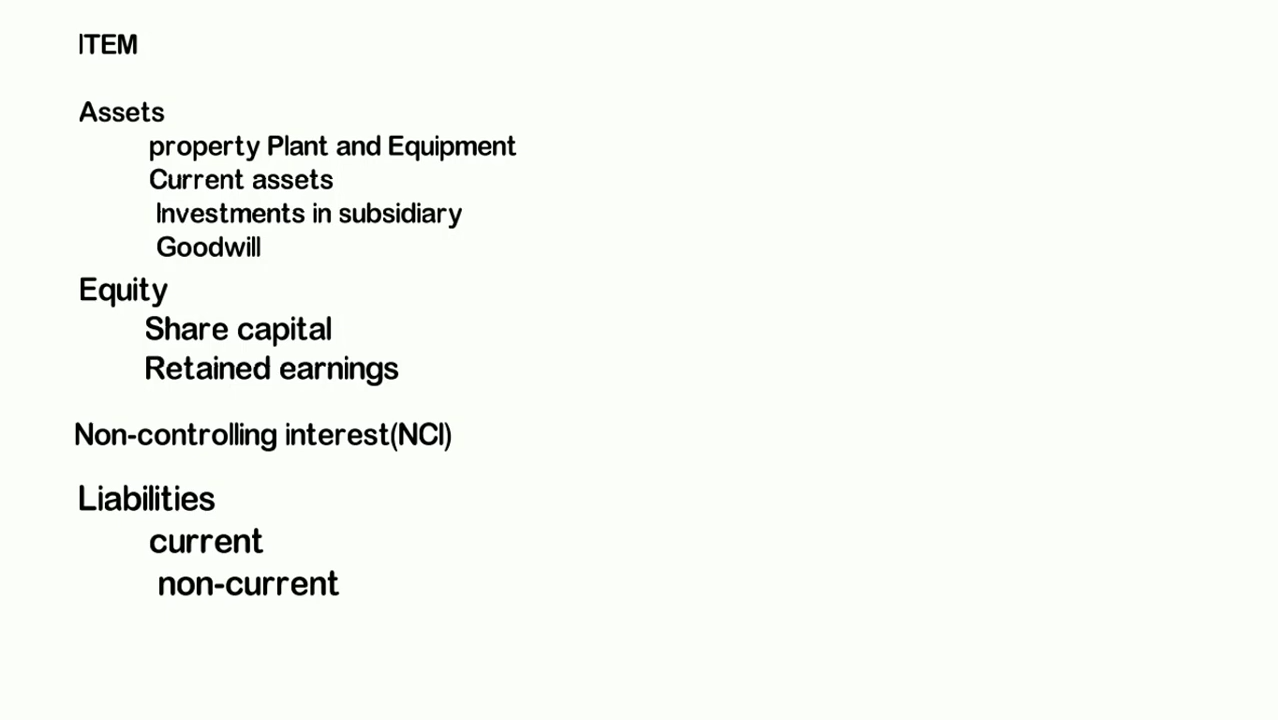 ITEM
Assets
property Plant and Equipment
Current assets
Investments in subsidiary
Goodwill
Equity
Share capital
Retained earnings
Non-controlling interest(NCI)
Liabilities
current
non-current